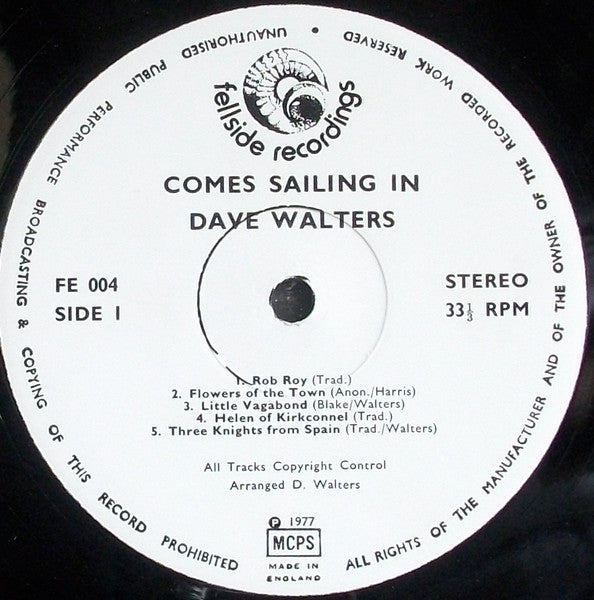 fellside recordings
COMES SAILING IN
DAVE WALTERS
FE 004
SIDE 1
STEREO
33⅓ RPM
1. Rob Roy (Trad.)
2. Flowers of the Town (Anon./Harris)
3. Little Vagabond (Blake/Walters)
4. Helen of Kirkconnel (Trad.)
5. Three Knights from Spain (Trad./Walters)
All Tracks Copyright Control
Arranged D. Walters
℗ 1977
MCPS
MADE IN
ENGLAND
ALL RIGHTS OF THE MANUFACTURER AND OF THE OWNER OF THE RECORDED WORK RESERVED • UNAUTHORISED PUBLIC PERFORMANCE BROADCASTING & COPYING OF THIS RECORD PROHIBITED